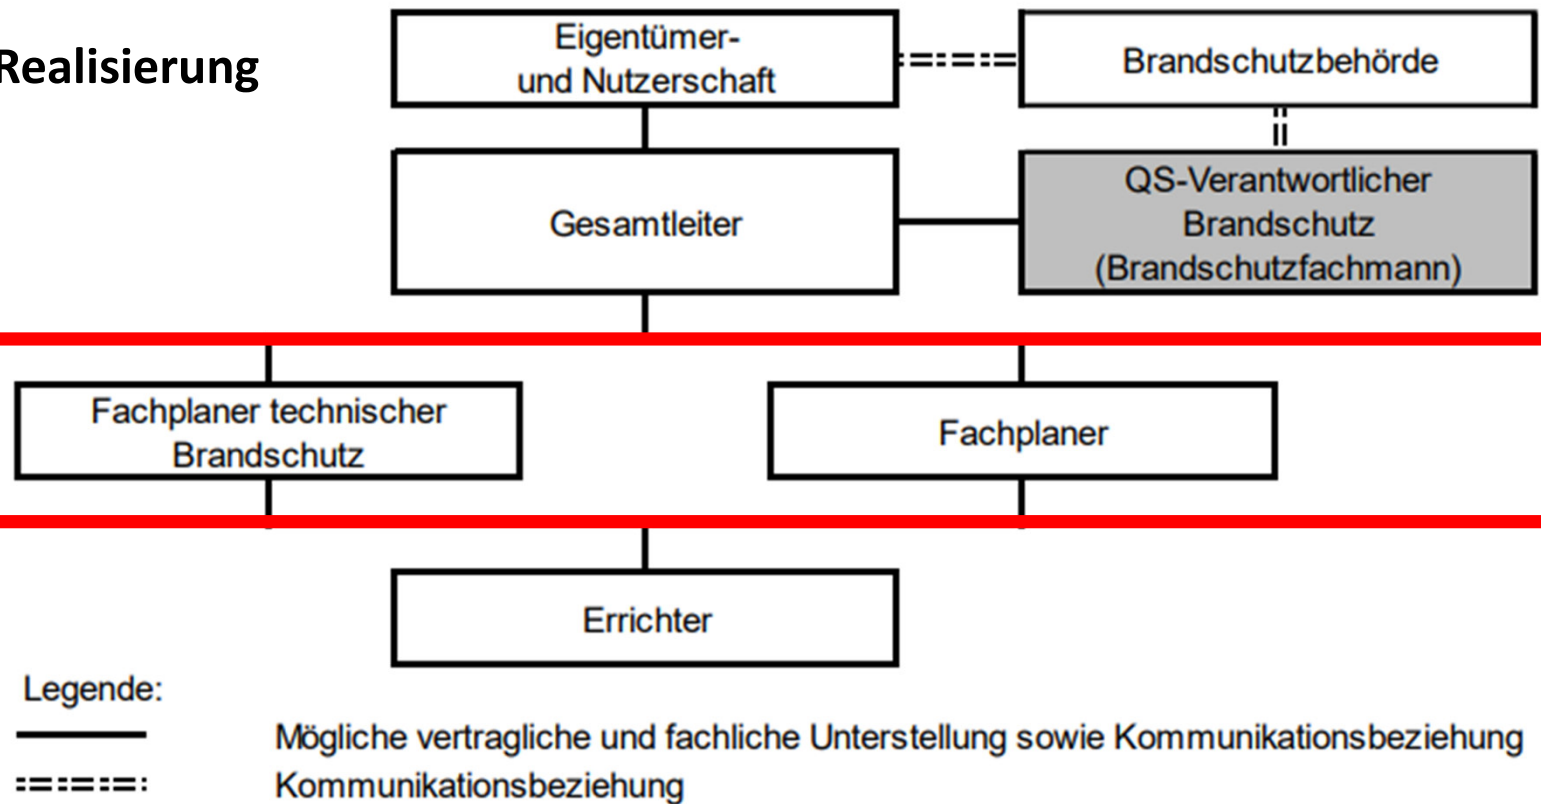 Realisierung
Eigentümer-
und Nutzerschaft
Brandschutzbehörde
Gesamtleiter
QS-Verantwortlicher
Brandschutz
(Brandschutzfachmann)
Fachplaner technischer
Brandschutz
Fachplaner
Errichter
Legende:
Mögliche vertragliche und fachliche Unterstellung sowie Kommunikationsbeziehung
Kommunikationsbeziehung